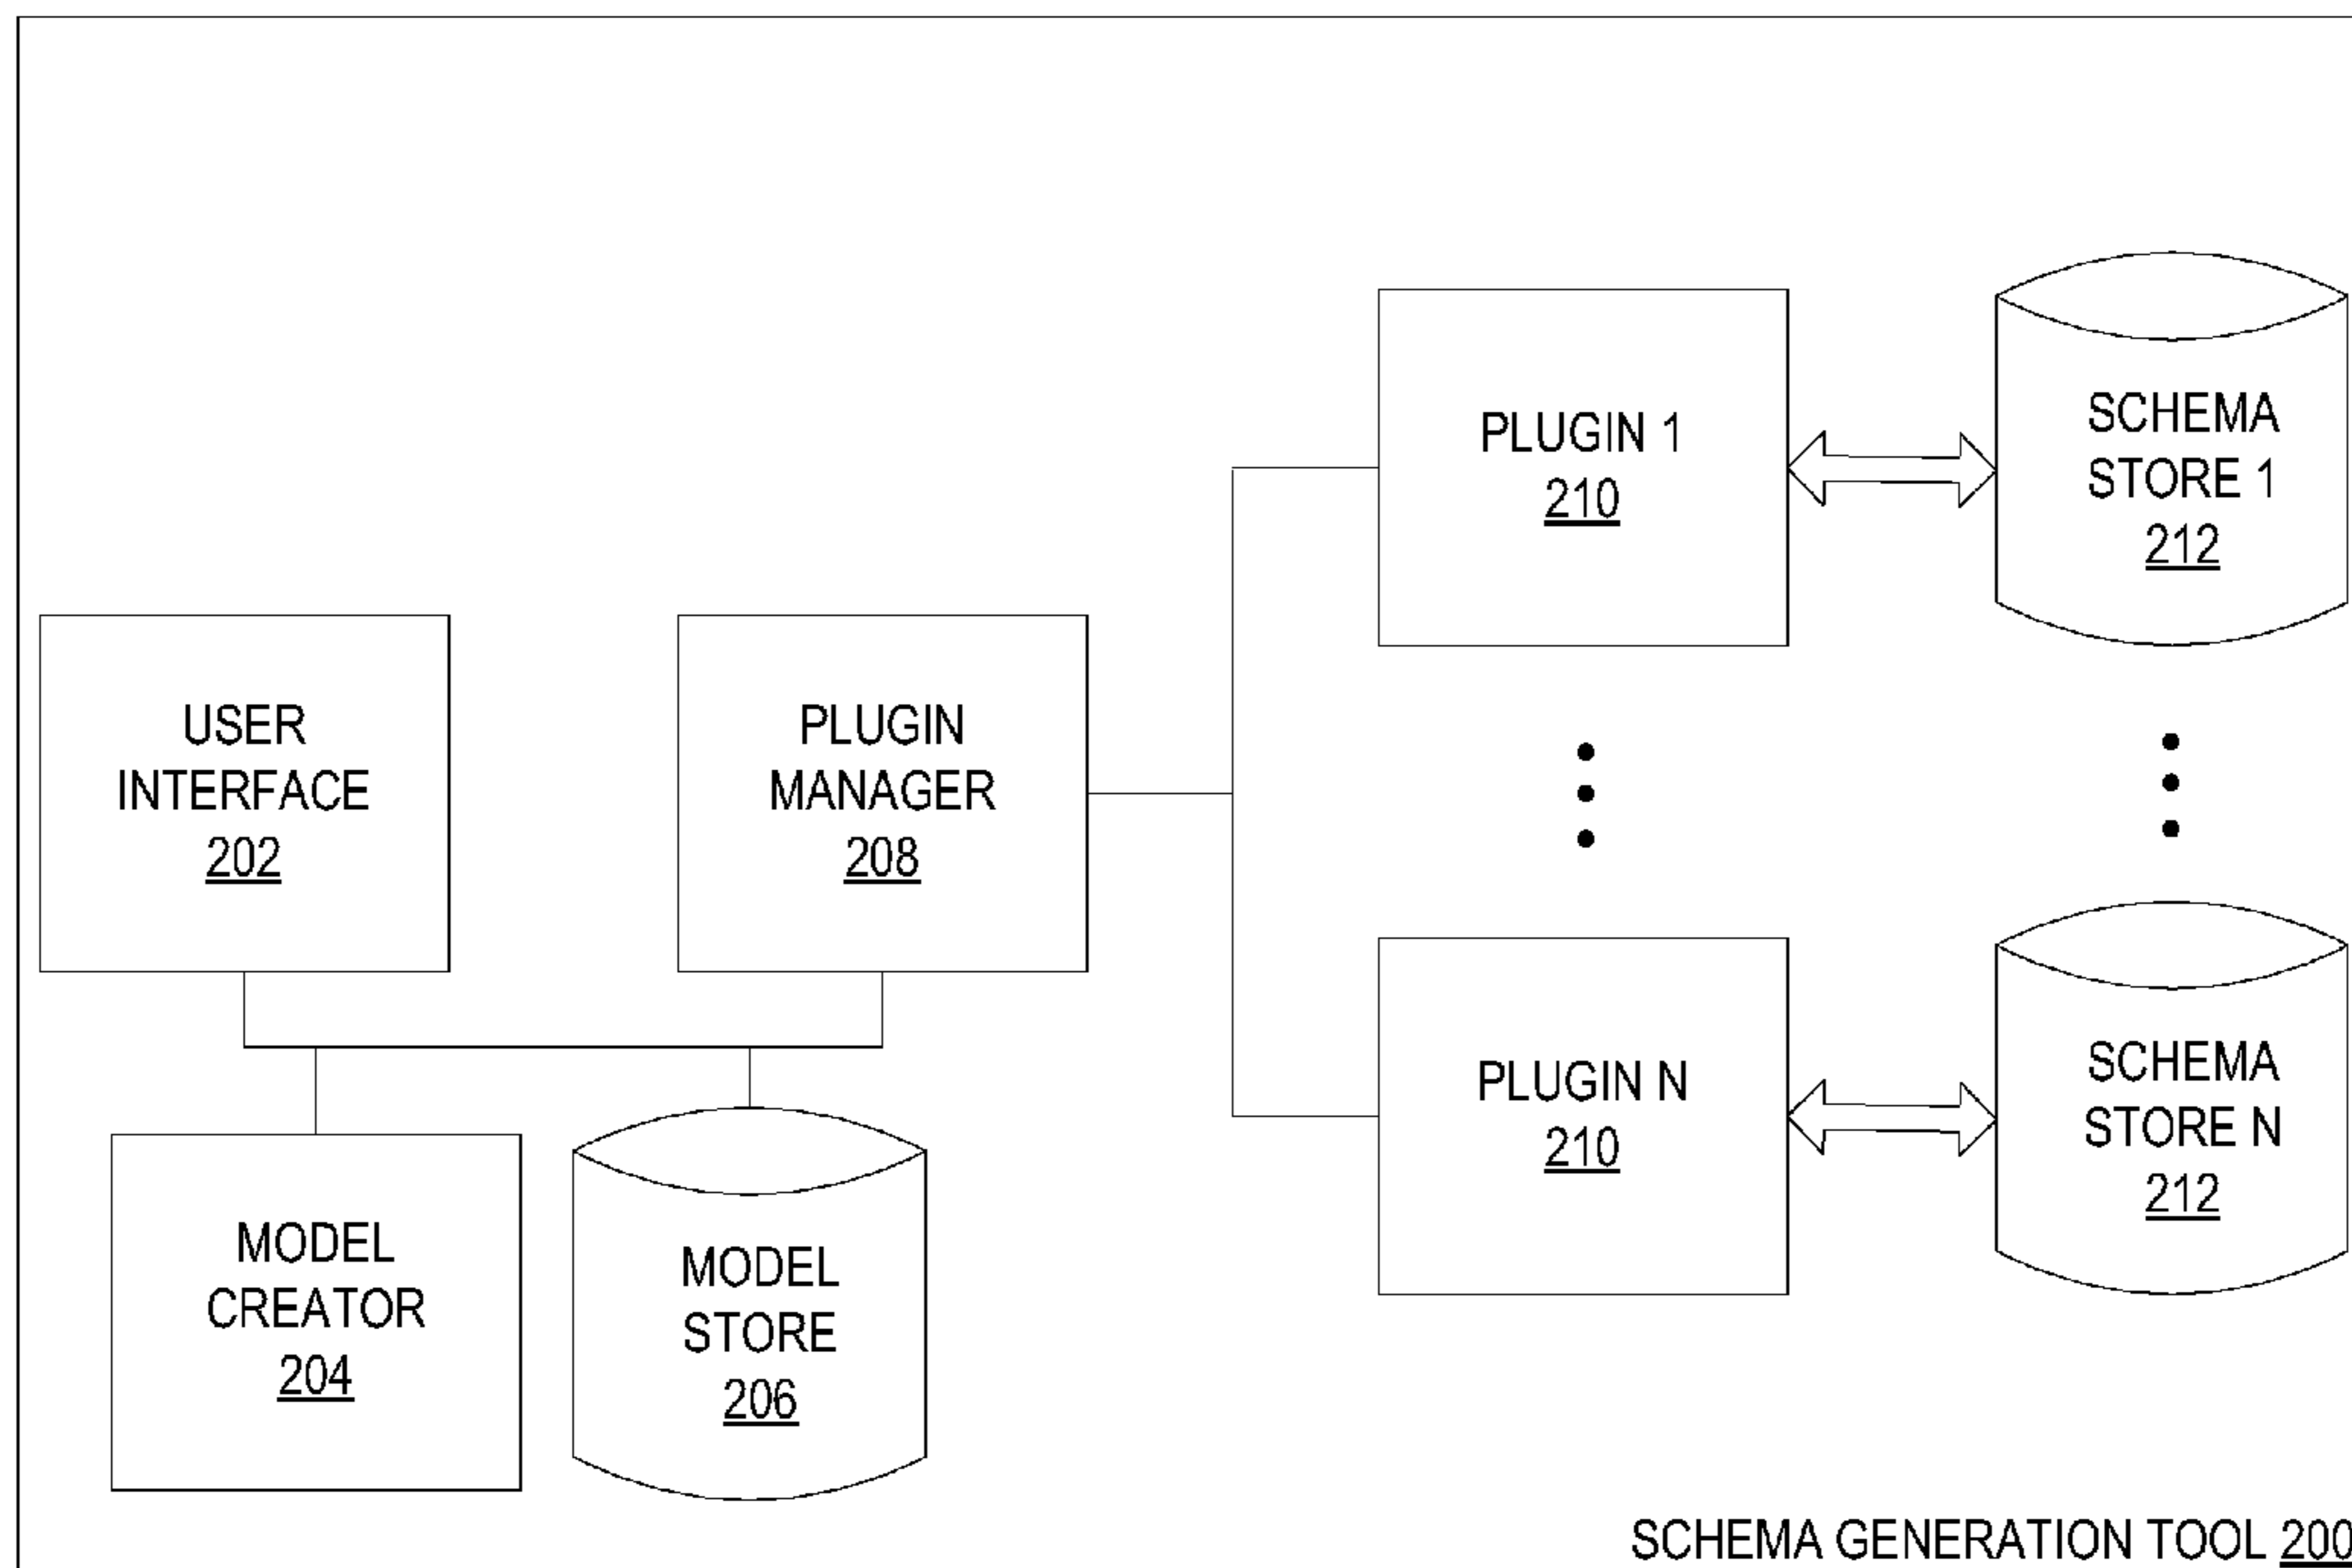 PLUGIN 1
210
SCHEMA
STORE 1
212
USER
INTERFACE
202
PLUGIN
MANAGER
208
PLUGIN N
210
SCHEMA
STORE N
212
MODEL
CREATOR
204
MODEL
STORE
206
SCHEMA GENERATION TOOL 200